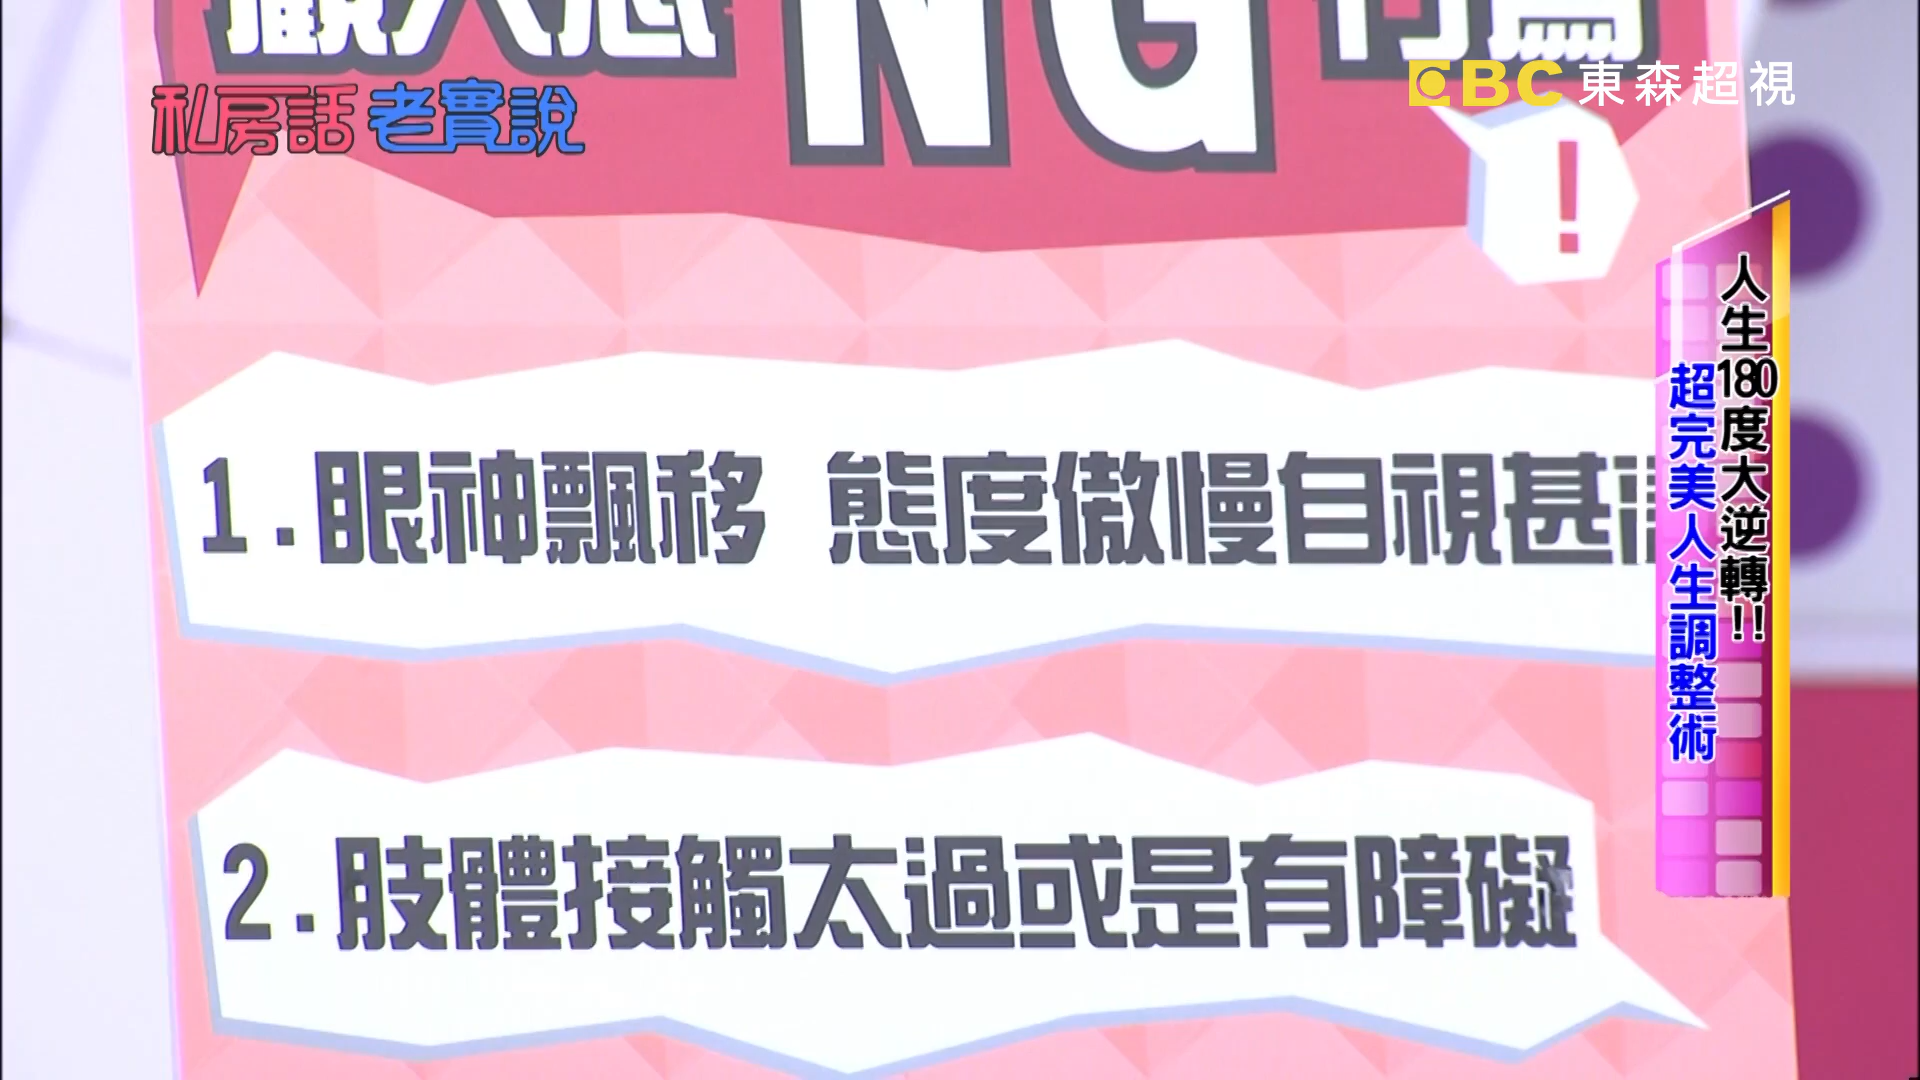 NG
私房話老實說
EBC 東森超視
!
1.眼神飄移 態度傲慢自視甚
2.肢體接觸太過或是有障礙
人生180度大逆轉!!
超完美人生調整術